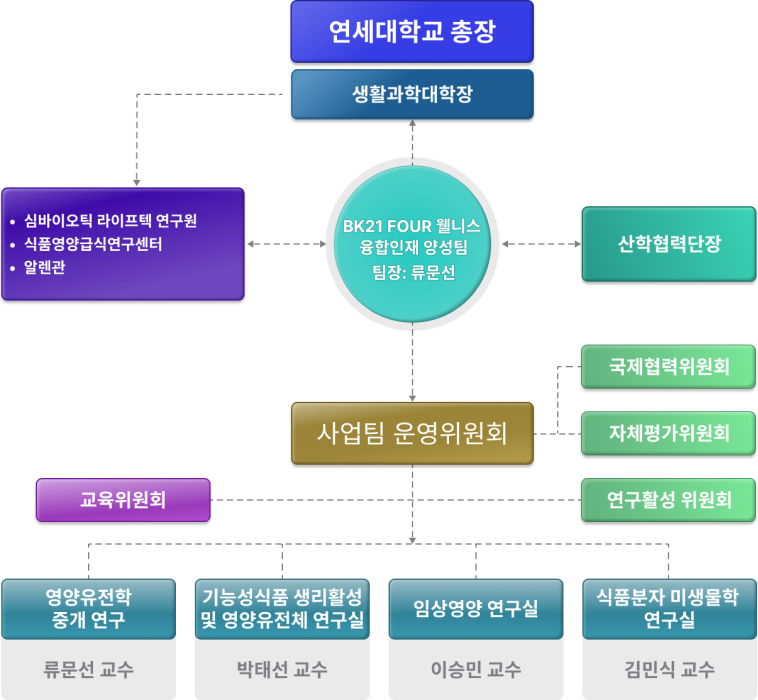 연세대학교 총장
생활과학대학장
• 심바이오틱 라이프텍 연구원
• 식품영양급식연구센터
• 알렌관
BK21 FOUR 웰니스
융합인재 양성팀
팀장: 류문선
산학협력단장
국제협력위원회
사업팀 운영위원회
자체평가위원회
교육위원회
연구활성 위원회
영양유전학
중개 연구
류문선 교수
기능성식품 생리활성
및 영양유전체 연구실
박태선 교수
임상영양 연구실
이승민 교수
식품분자 미생물학
연구실
김민식 교수